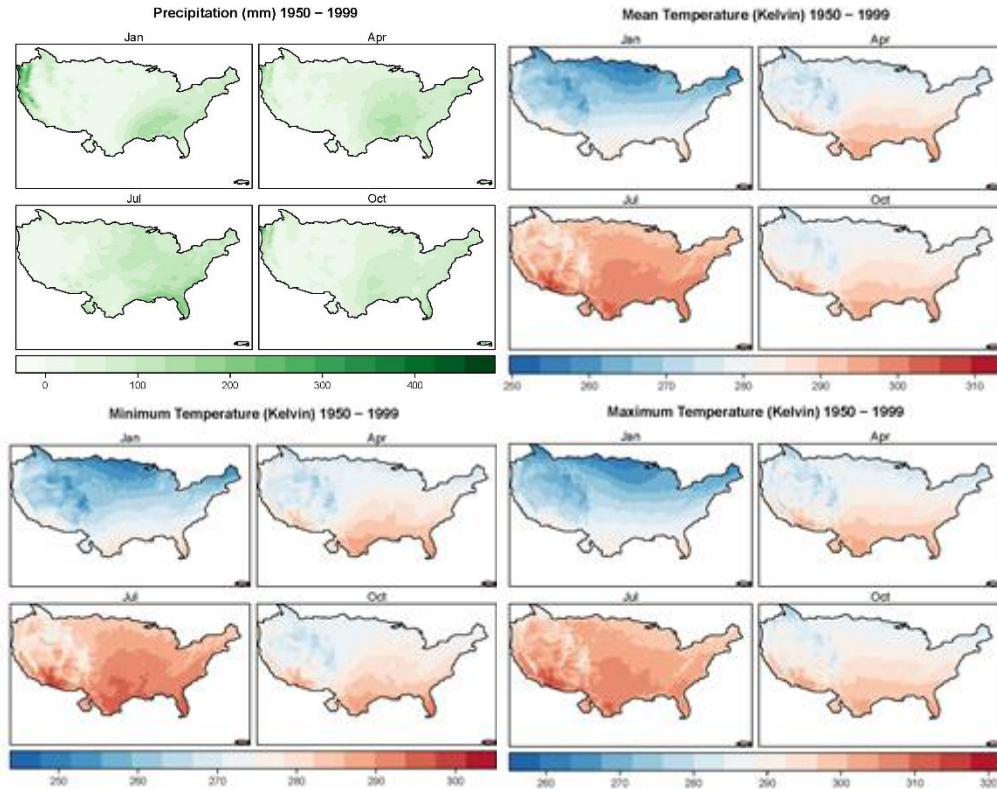 Precipitation (mm) 1950 – 1999
Jan Apr
Jul Oct
0 100 200 300 400
Mean Temperature (Kelvin) 1950 – 1999
Jan Apr
Jul Oct
250 260 270 280 290 300 310
Minimum Temperature (Kelvin) 1950 – 1999
Jan Apr
Jul Oct
250 260 270 280 290 300
Maximum Temperature (Kelvin) 1950 – 1999
Jan Apr
Jul Oct
260 270 280 290 300 310 320